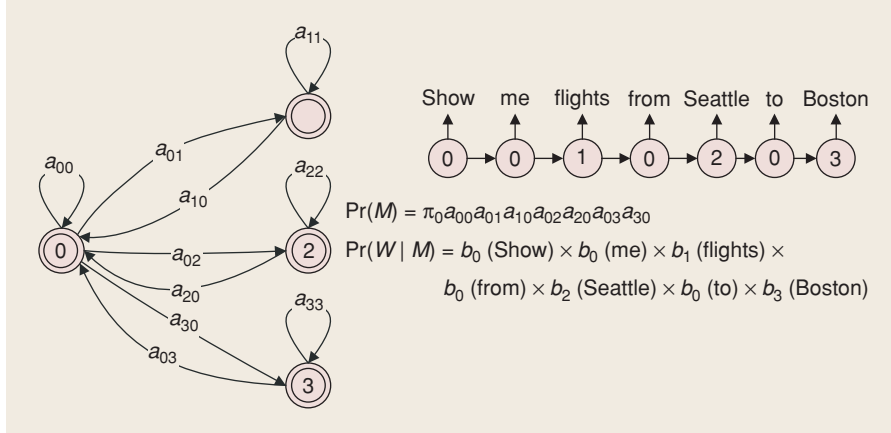 a₁₁
a₀₁
a₀₀
a₁₀
a₂₂
0
a₀₂
2
a₂₀
a₃₃
a₃₀
a₀₃
3
Show me flights from Seattle to Boston
0 0 1 0 2 0 3
Pr(M) = π₀a₀₀a₀₁a₁₀a₀₂a₂₀a₀₃a₃₀
Pr(W | M) = b₀ (Show) × b₀ (me) × b₁ (flights) ×
b₀ (from) × b₂ (Seattle) × b₀ (to) × b₃ (Boston)